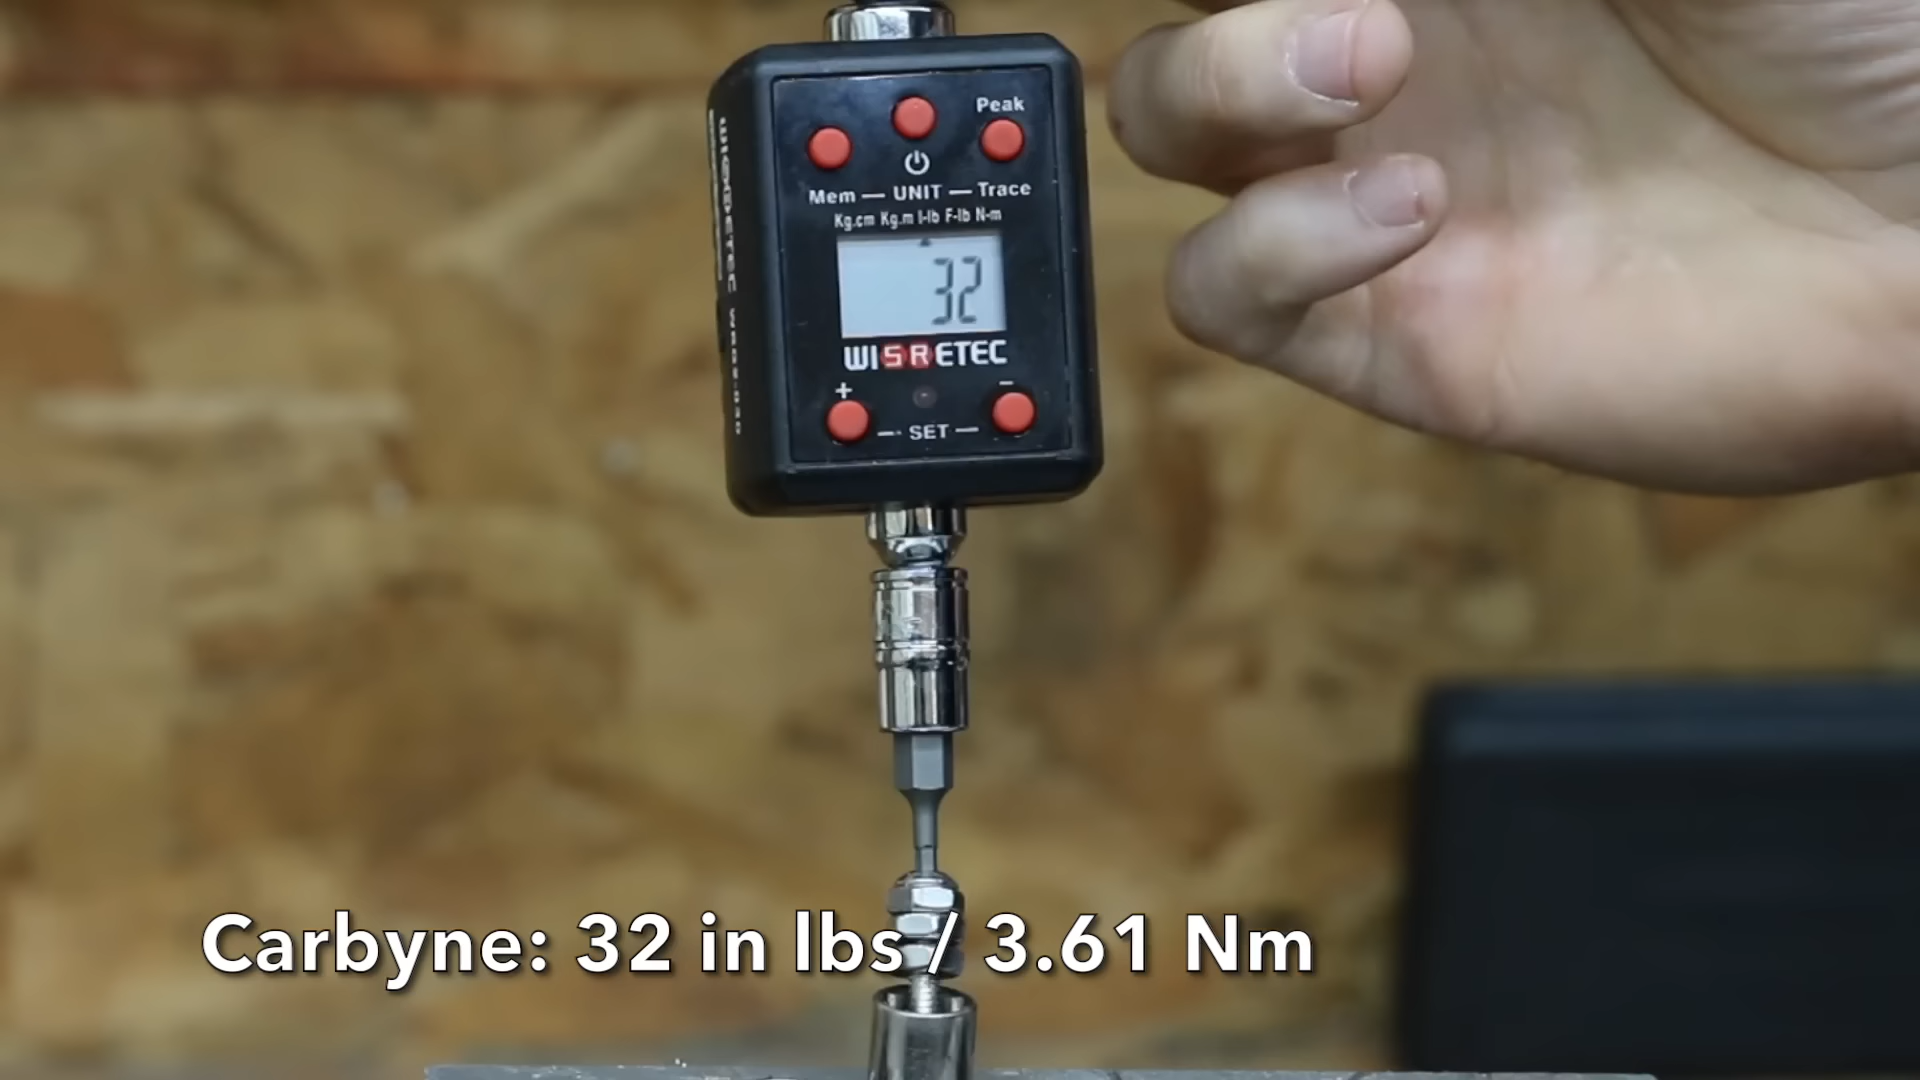 Peak
Mem — UNIT — Trace
Kg.cm Kg.m I-lb F-lb N-m
32
WISRETEC
+ -
— SET —
WISRETEC
Carbyne: 32 in lbs / 3.61 Nm